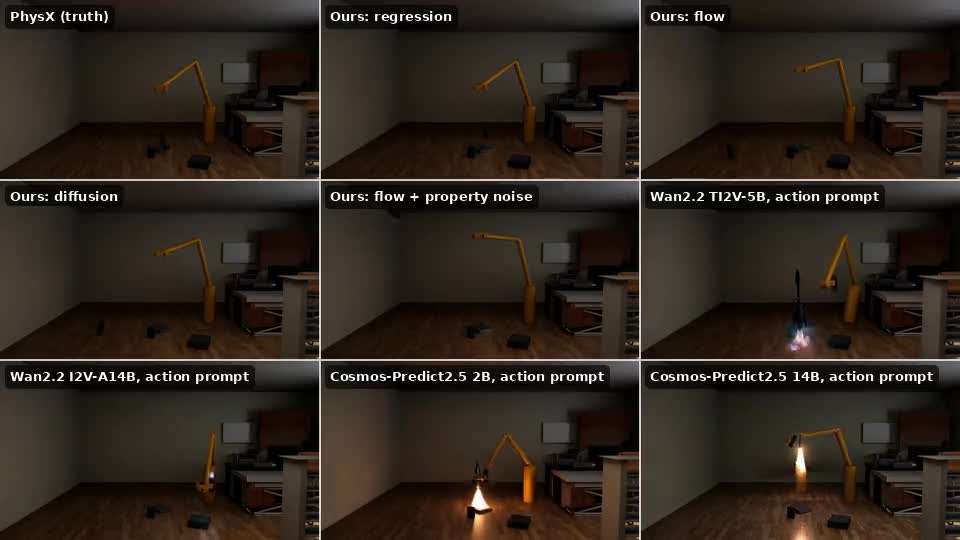 PhysX (truth)
Ours: regression
Ours: flow
Ours: diffusion
Ours: flow + property noise
Wan2.2 TI2V-5B, action prompt
Wan2.2 I2V-A14B, action prompt
Cosmos-Predict2.5 2B, action prompt
Cosmos-Predict2.5 14B, action prompt